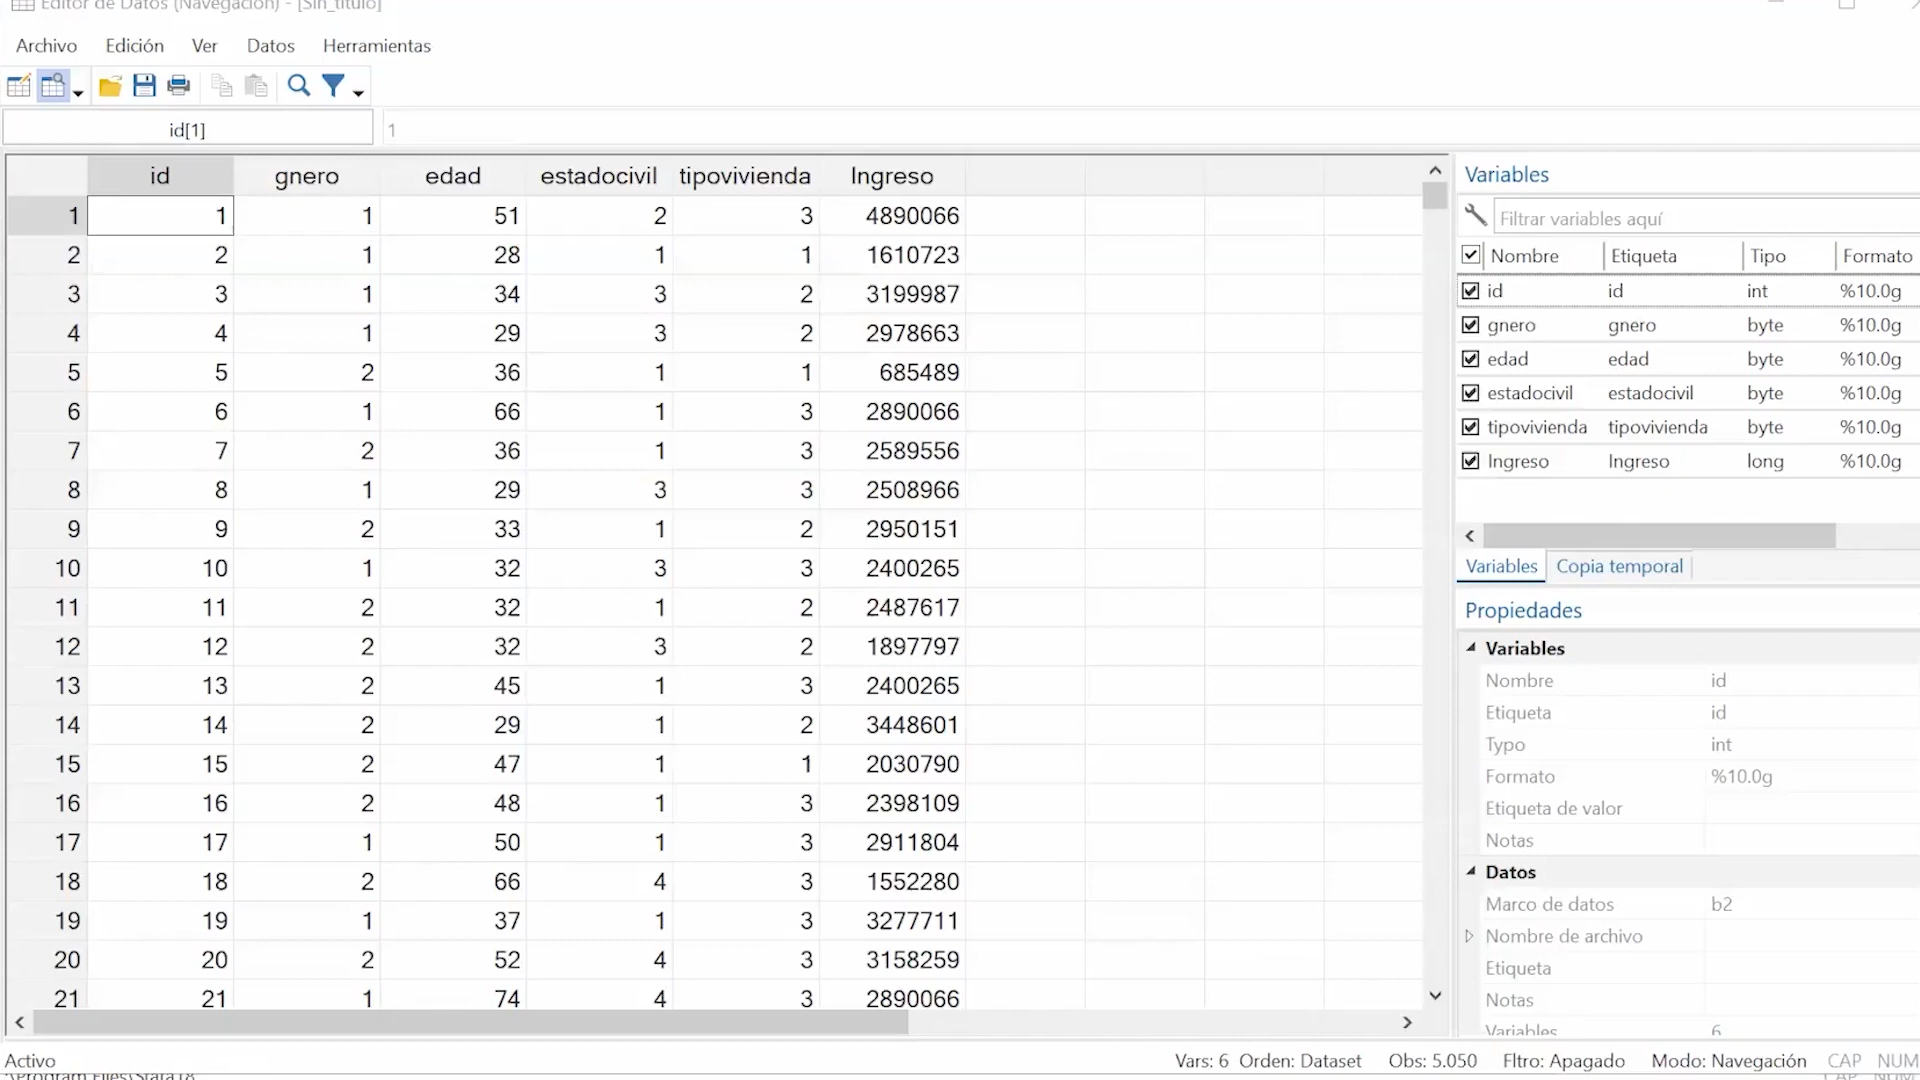 Editor de Datos (Navegación) - [Sin_título]
Archivo Edición Ver Datos Herramientas
id[1] 1
id gnero edad estadocivil tipovivienda Ingreso
1 1 1 51 2 3 4890066
2 2 1 28 1 1 1610723
3 3 1 34 3 2 3199987
4 4 1 29 3 2 2978663
5 5 2 36 1 1 685489
6 6 1 66 1 3 2890066
7 7 2 36 1 3 2589556
8 8 1 29 3 3 2508966
9 9 2 33 1 2 2950151
10 10 1 32 3 3 2400265
11 11 2 32 1 2 2487617
12 12 2 32 3 2 1897797
13 13 2 45 1 3 2400265
14 14 2 29 1 2 3448601
15 15 2 47 1 1 2030790
16 16 2 48 1 3 2398109
17 17 1 50 1 3 2911804
18 18 2 66 4 3 1552280
19 19 1 37 1 3 3277711
20 20 2 52 4 3 3158259
21 21 1 74 4 3 2890066
Variables
Filtrar variables aquí
Nombre Etiqueta Tipo Formato
id id int %10.0g
gnero gnero byte %10.0g
edad edad byte %10.0g
estadocivil estadocivil byte %10.0g
tipovivienda tipovivienda byte %10.0g
Ingreso Ingreso long %10.0g
Variables Copia temporal
Propiedades
Variables
Nombre id
Etiqueta id
Typo int
Formato %10.0g
Etiqueta de valor
Notas
Datos
Marco de datos b2
Nombre de archivo
Etiqueta
Notas
Variables 6
Activo Vars: 6 Orden: Dataset Obs: 5.050 Fltro: Apagado Modo: Navegación CAP NUM